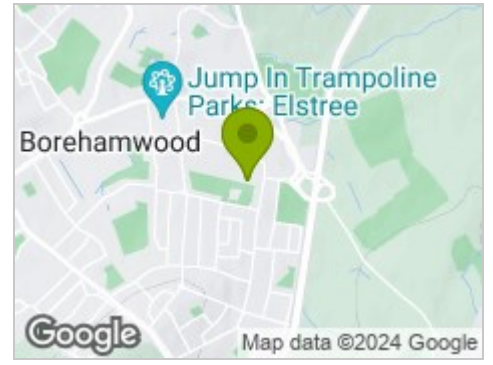 Jump In Trampoline
Parks: Elstree
Borehamwood
Google
Map data ©2024 Google